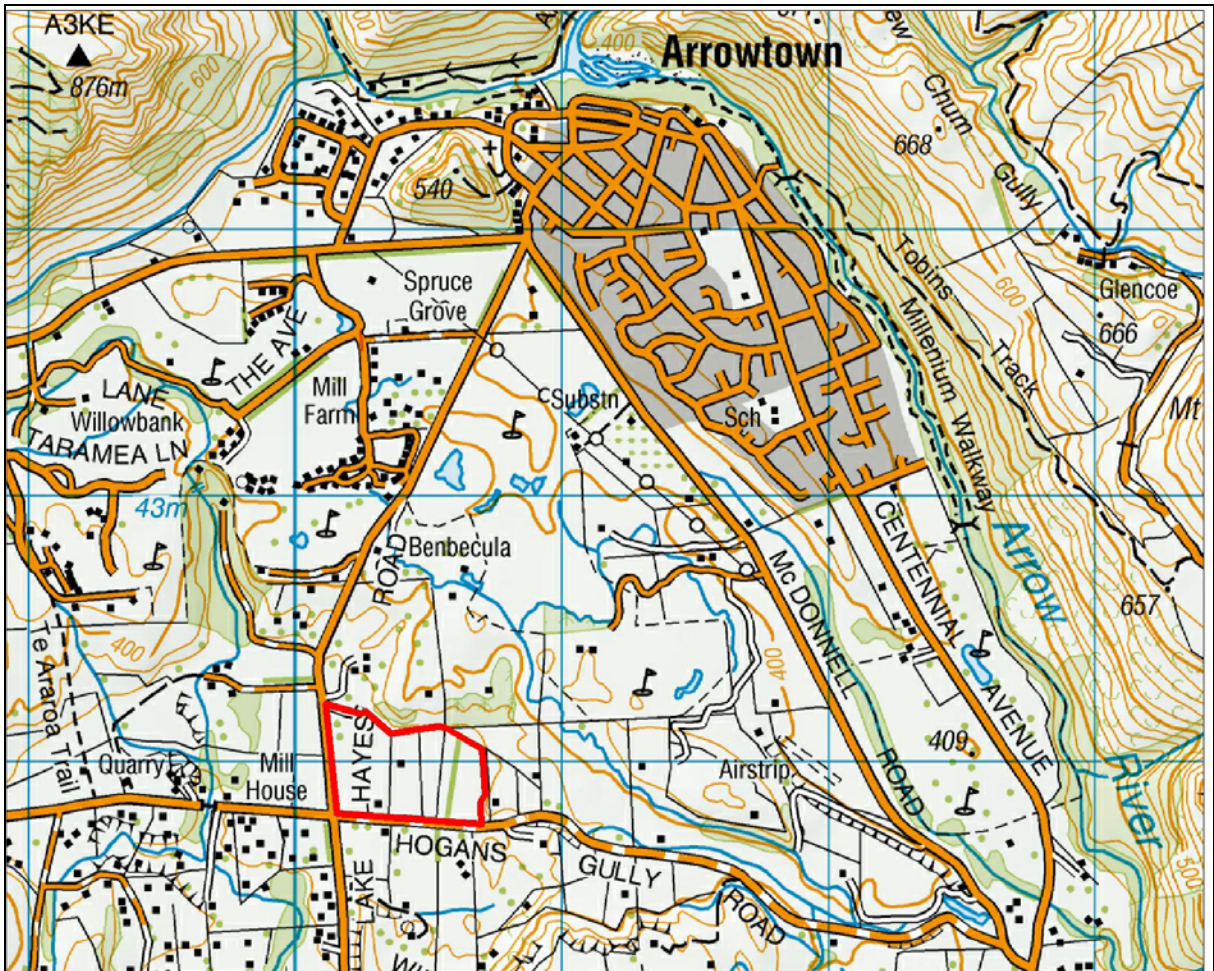 A3KE
876m
600
400
Arrowtown
Chum
Gully
668
540
Tobins
Track
Millenium Walkway
600
Glencoe
666
Mt
Spruce
Grove
THE AVE
LANE
Willowbank
TARAMEA LN
Mill
Farm
Substn
Sch
43m
ROAD
Benbecula
CENTENNIAL
AVENUE
Arrow
River
657
Mc DONNELL
ROAD
400
400
Te Araroa Trail
Quarry
Mill
House
HAYES
LAKE
Airstrip
409
HOGANS
GULLY
ROAD
500